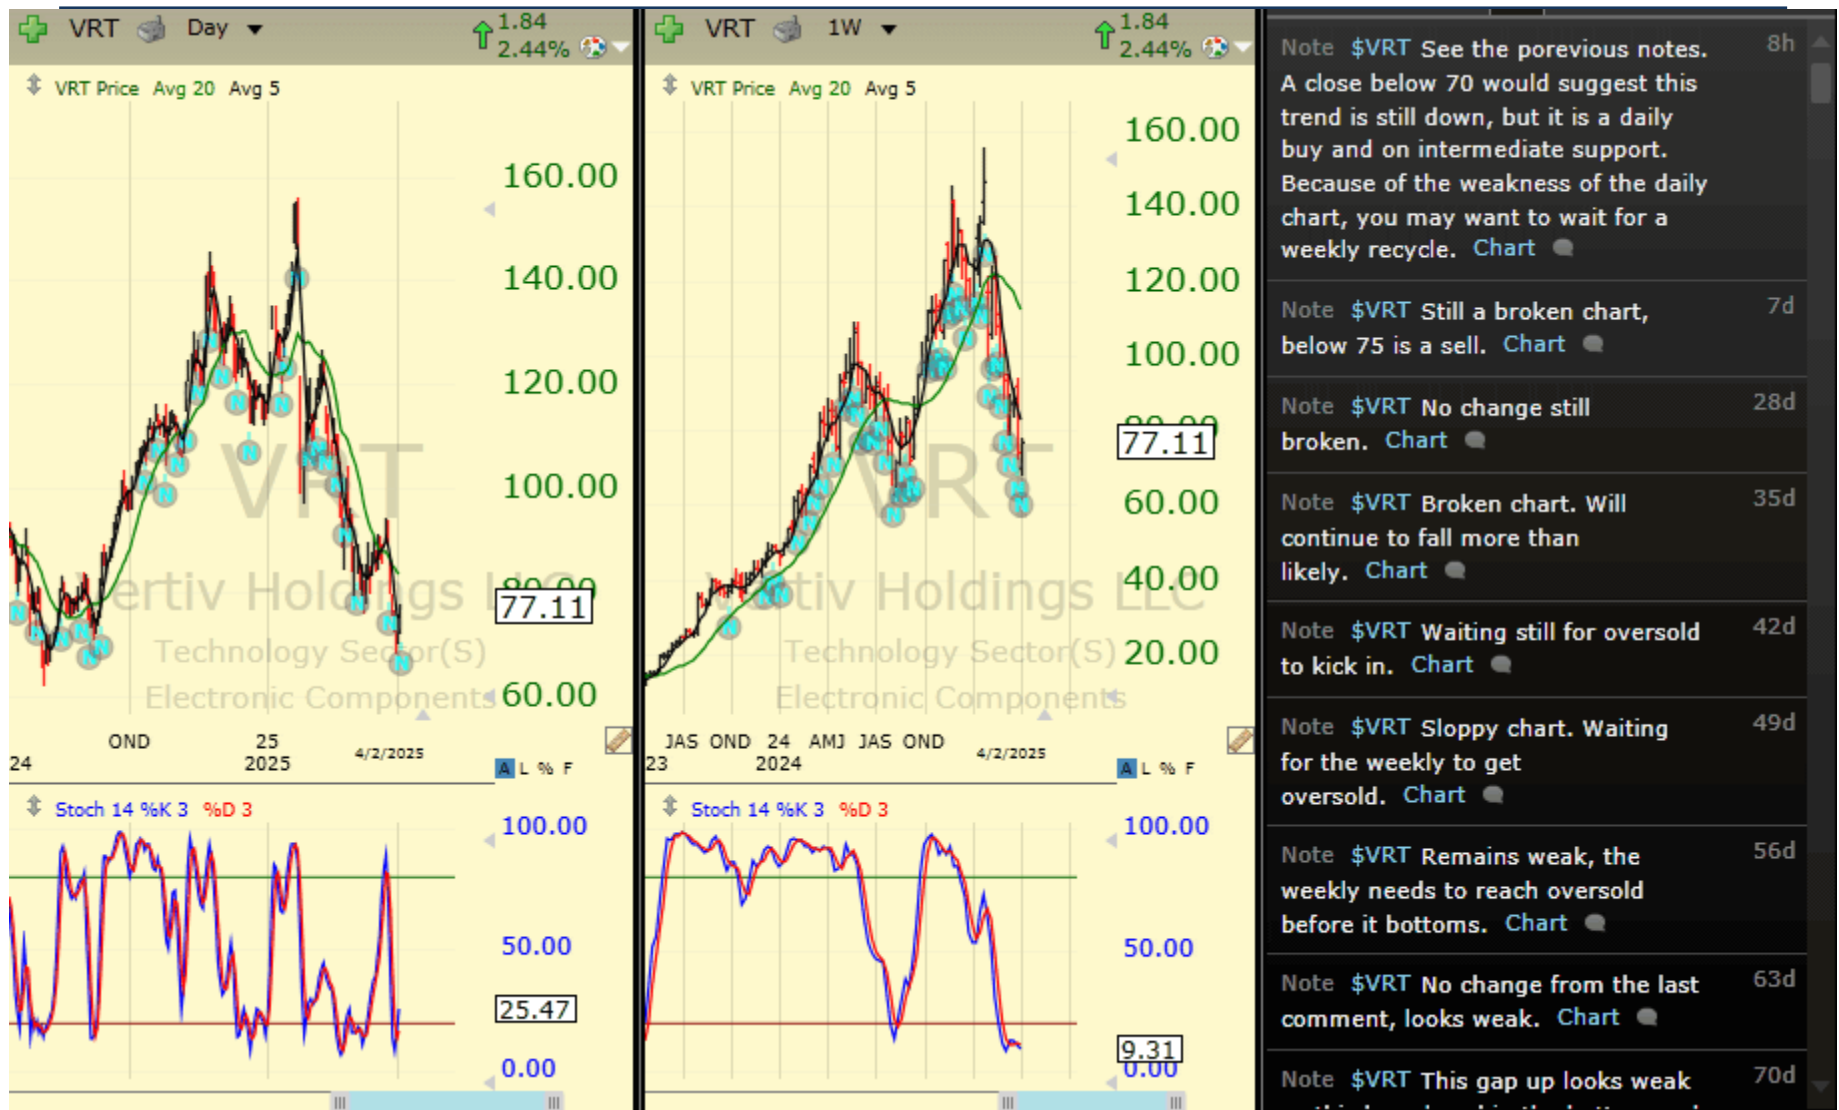 VRT Day 1.84
2.44%
VRT Price Avg 20 Avg 5
160.00
140.00
120.00
100.00
80.00
77.11
60.00
VRT
Vertiv Holdings LLC
Technology Sector(S)
Electronic Components
OND 25
24 2025 4/2/2025
A L % F
Stoch 14 %K 3 %D 3
100.00
50.00
25.47
0.00
VRT 1W 1.84
2.44%
VRT Price Avg 20 Avg 5
160.00
140.00
120.00
100.00
80.00
77.11
60.00
40.00
20.00
VRT
Vertiv Holdings LLC
Technology Sector(S)
Electronic Components
JAS OND 24 AMJ JAS OND
23 2024 4/2/2025
A L % F
Stoch 14 %K 3 %D 3
100.00
50.00
9.31
0.00
Note $VRT See the porevious notes. 8h
A close below 70 would suggest this
trend is still down, but it is a daily
buy and on intermediate support.
Because of the weakness of the daily
chart, you may want to wait for a
weekly recycle. Chart
Note $VRT Still a broken chart, 7d
below 75 is a sell. Chart
Note $VRT No change still 28d
broken. Chart
Note $VRT Broken chart. Will 35d
continue to fall more than
likely. Chart
Note $VRT Waiting still for oversold 42d
to kick in. Chart
Note $VRT Sloppy chart. Waiting 49d
for the weekly to get
oversold. Chart
Note $VRT Remains weak, the 56d
weekly needs to reach oversold
before it bottoms. Chart
Note $VRT No change from the last 63d
comment, looks weak. Chart
Note $VRT This gap up looks weak 70d